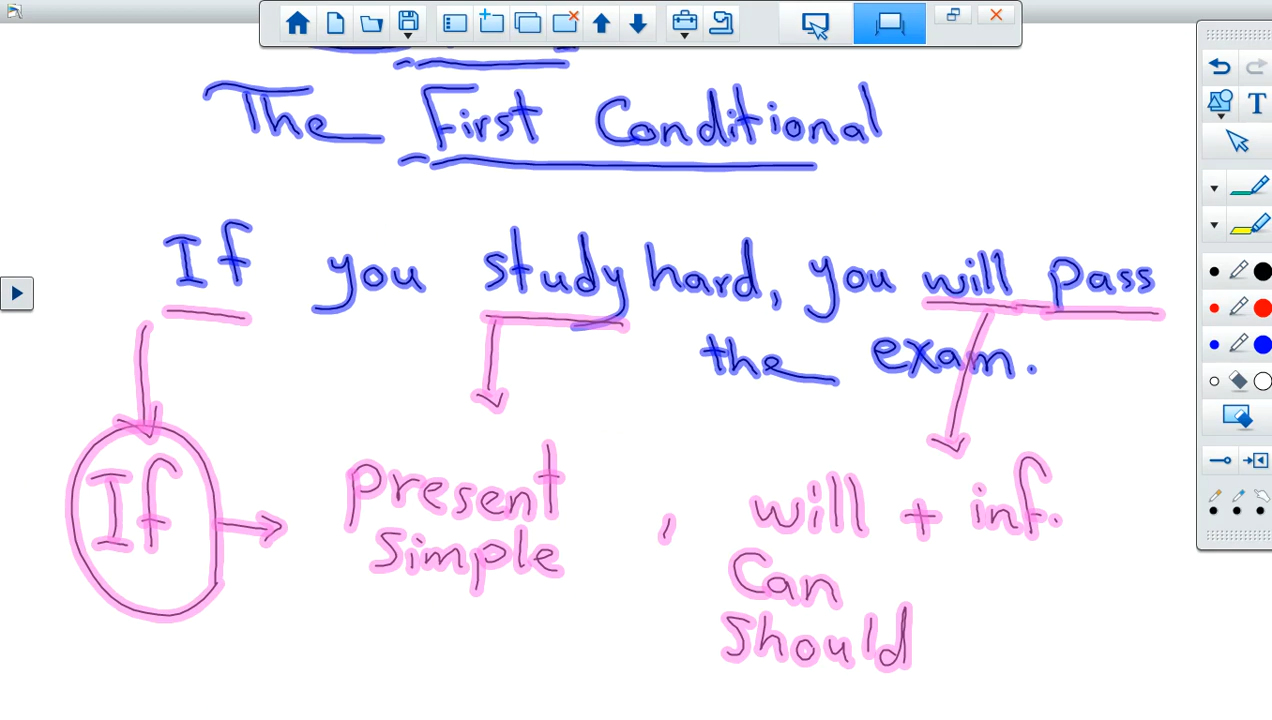 The First Conditional
If you study hard, you will pass
the exam.
If → present , will + inf.
simple Can
Should
T